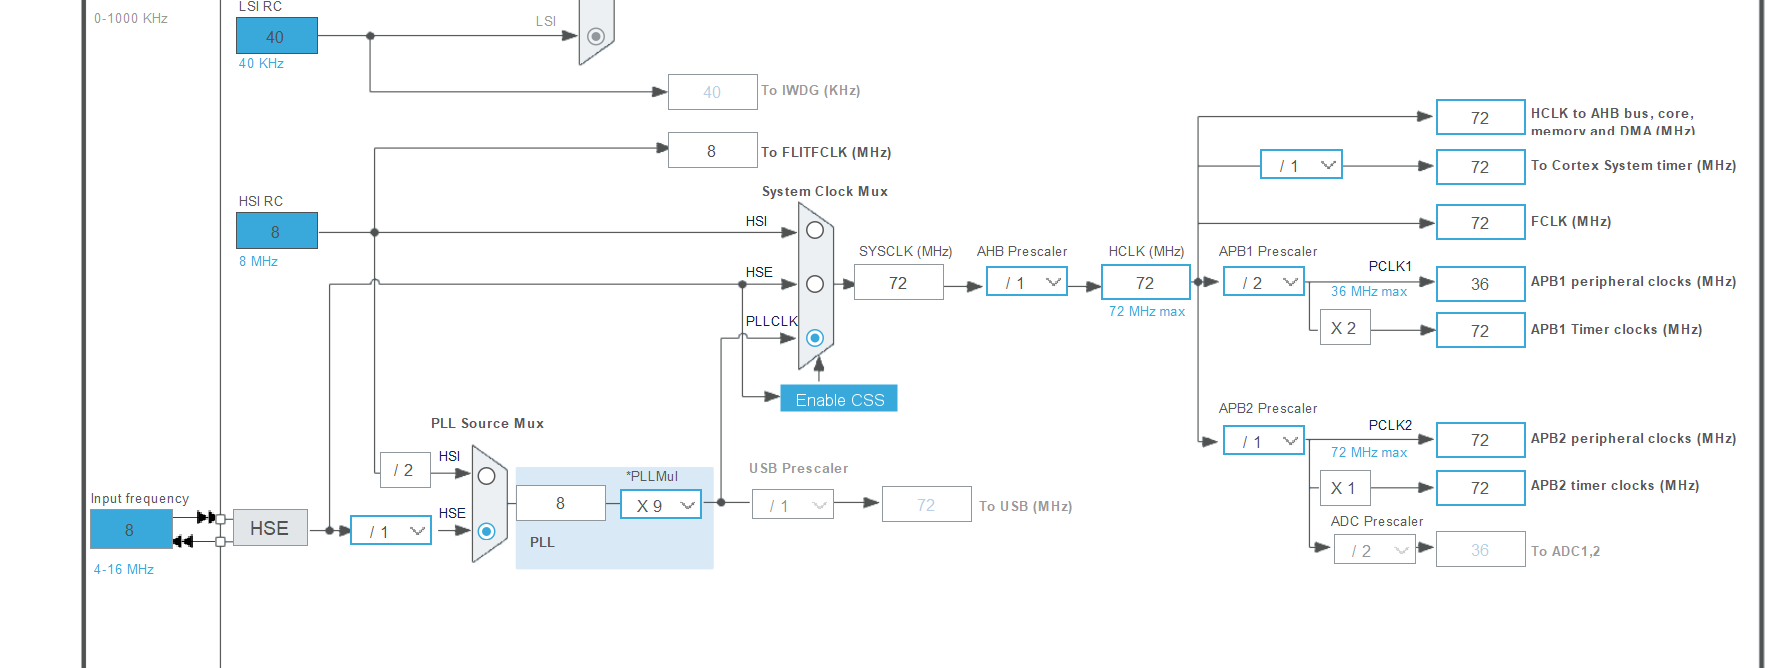 LSI RC
0-1000 KHz
LSI
40
40 KHz
40
To IWDG (KHz)
8
To FLITFCLK (MHz)
HSI RC
8
8 MHz
System Clock Mux
HSI
HSE
PLLCLK
Enable CSS
SYSCLK (MHz)
72
AHB Prescaler
/ 1
HCLK (MHz)
72
72 MHz max
72
HCLK to AHB bus, core,
memory and DMA (MHz)
/ 1
72
To Cortex System timer (MHz)
72
FCLK (MHz)
APB1 Prescaler
/ 2
PCLK1
36 MHz max
36
APB1 peripheral clocks (MHz)
X 2
72
APB1 Timer clocks (MHz)
APB2 Prescaler
/ 1
PCLK2
72 MHz max
72
APB2 peripheral clocks (MHz)
X 1
72
APB2 timer clocks (MHz)
ADC Prescaler
/ 2
36
To ADC1,2
PLL Source Mux
/ 2
HSI
HSE
Input frequency
8
4-16 MHz
HSE
/ 1
8
*PLLMul
X 9
PLL
USB Prescaler
/ 1
72
To USB (MHz)